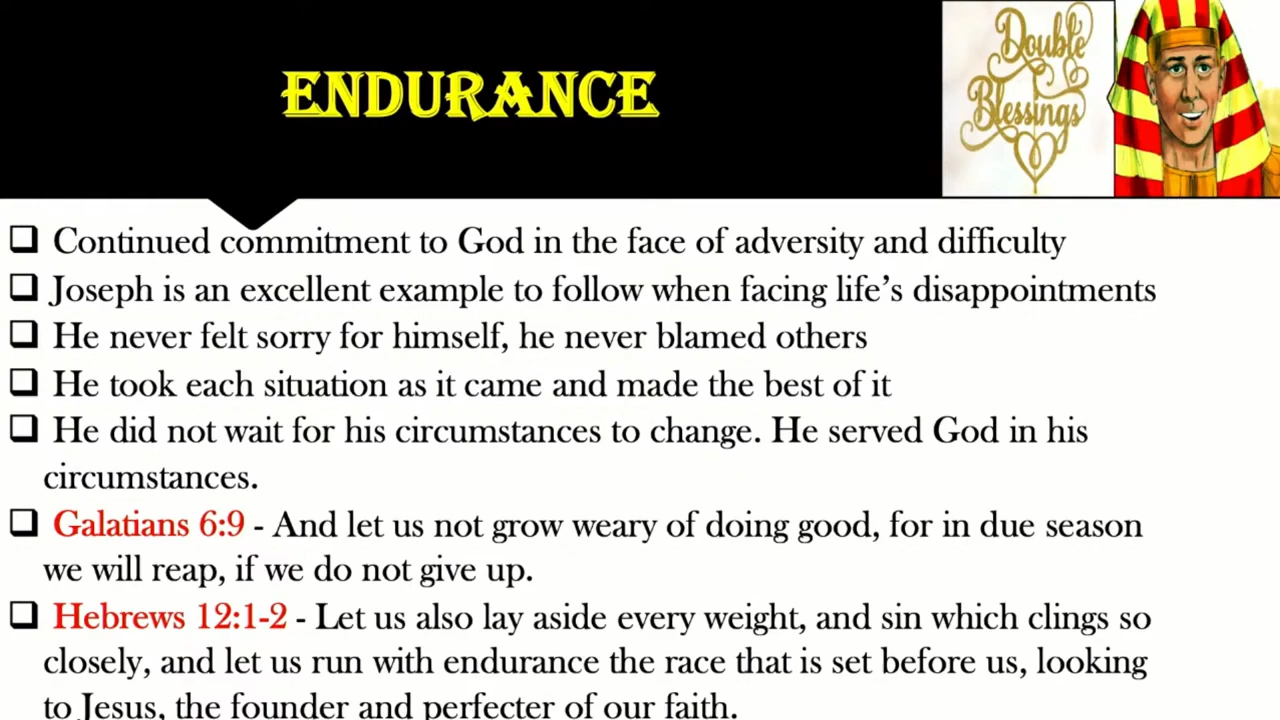 ENDURANCE
Double
Blessings
Continued commitment to God in the face of adversity and difficulty
Joseph is an excellent example to follow when facing life’s disappointments
He never felt sorry for himself, he never blamed others
He took each situation as it came and made the best of it
He did not wait for his circumstances to change. He served God in his
circumstances.
Galatians 6:9 - And let us not grow weary of doing good, for in due season
we will reap, if we do not give up.
Hebrews 12:1-2 - Let us also lay aside every weight, and sin which clings so
closely, and let us run with endurance the race that is set before us, looking
to Jesus, the founder and perfecter of our faith.